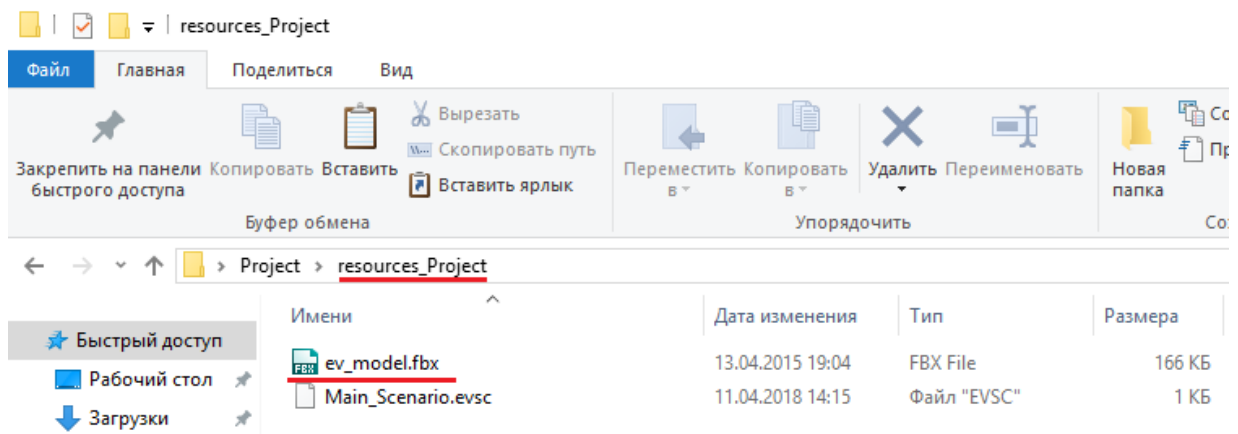 resources_Project
Файл Главная Поделиться Вид
Закрепить на панели
быстрого доступа
Копировать
Вставить
Вырезать
Скопировать путь
Вставить ярлык
Переместить
в
Копировать
в
Удалить
Переименовать
Новая
папка
Буфер обмена
Упорядочить
Project > resources_Project
Имени Дата изменения Тип Размера
Быстрый доступ
Рабочий стол
Загрузки
FBX ev_model.fbx 13.04.2015 19:04 FBX File 166 КБ
Main_Scenario.evsc 11.04.2018 14:15 Файл "EVSC" 1 КБ